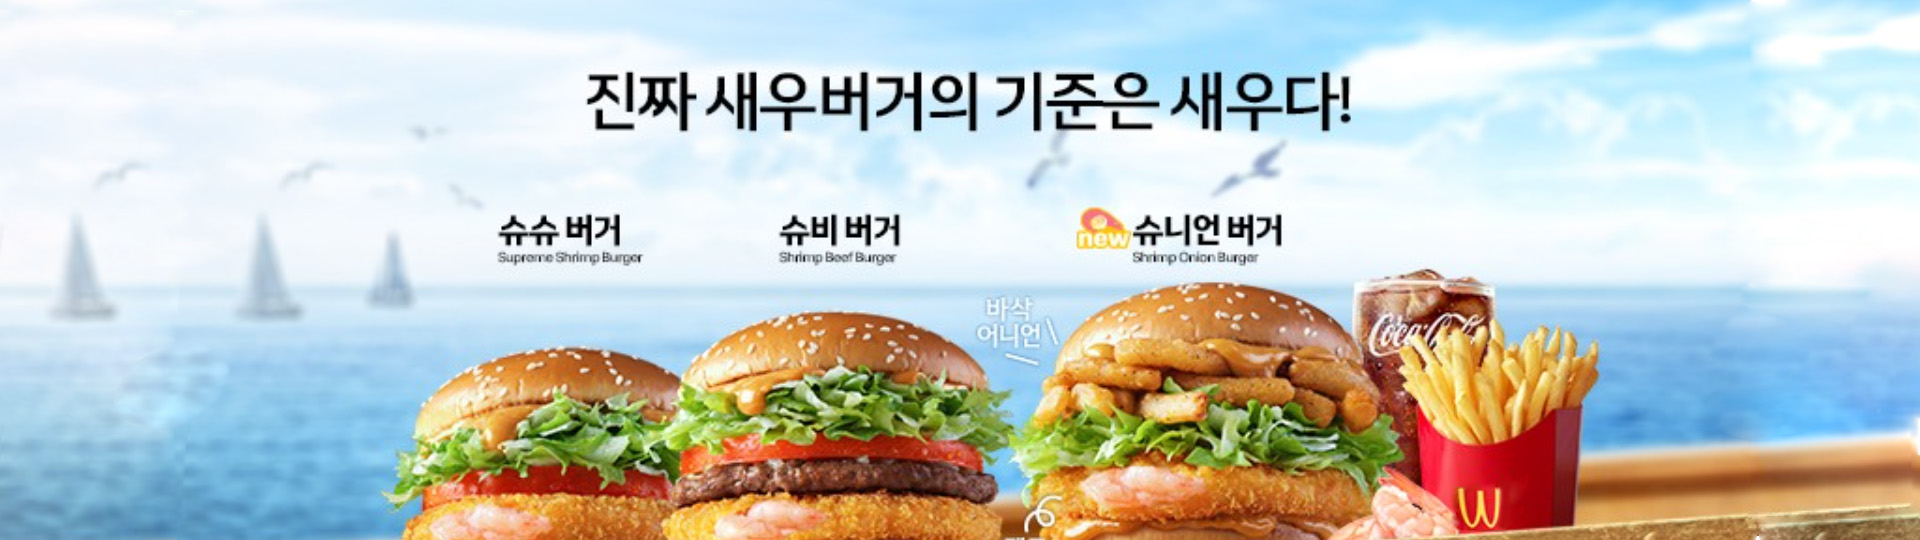 진짜 새우버거의 기준은 새우다!
슈슈 버거
Supreme Shrimp Burger
슈비 버거
Shrimp Beef Burger
new 슈니언 버거
Shrimp Onion Burger
바삭
어니언
Coca-Cola